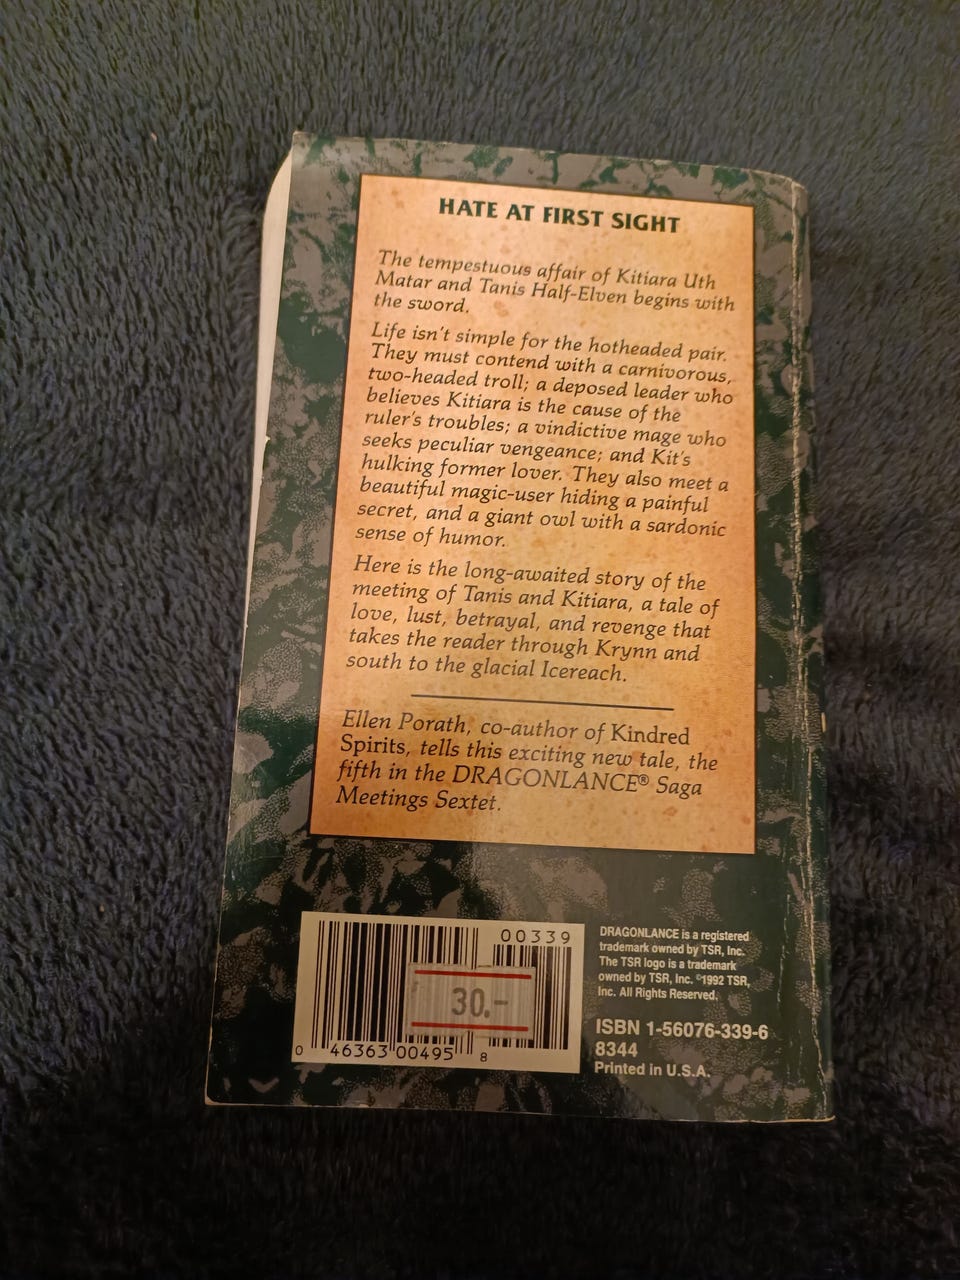 HATE AT FIRST SIGHT
The tempestuous affair of Kitiara Uth
Matar and Tanis Half-Elven begins with
the sword.
Life isn't simple for the hotheaded pair.
They must contend with a carnivorous,
two-headed troll; a deposed leader who
believes Kitiara is the cause of the
ruler's troubles; a vindictive mage who
seeks peculiar vengeance; and Kit's
hulking former lover. They also meet a
beautiful magic-user hiding a painful
secret, and a giant owl with a sardonic
sense of humor.
Here is the long-awaited story of the
meeting of Tanis and Kitiara, a tale of
love, lust, betrayal, and revenge that
takes the reader through Krynn and
south to the glacial Icereach.
Ellen Porath, co-author of Kindred
Spirits, tells this exciting new tale, the
fifth in the DRAGONLANCE® Saga
Meetings Sextet.
00339
30.-
0 46363 00495 8
DRAGONLANCE is a registered
trademark owned by TSR, Inc.
The TSR logo is a trademark
owned by TSR, Inc. ©1992 TSR,
Inc. All Rights Reserved.
ISBN 1-56076-339-6
8344
Printed in U.S.A.